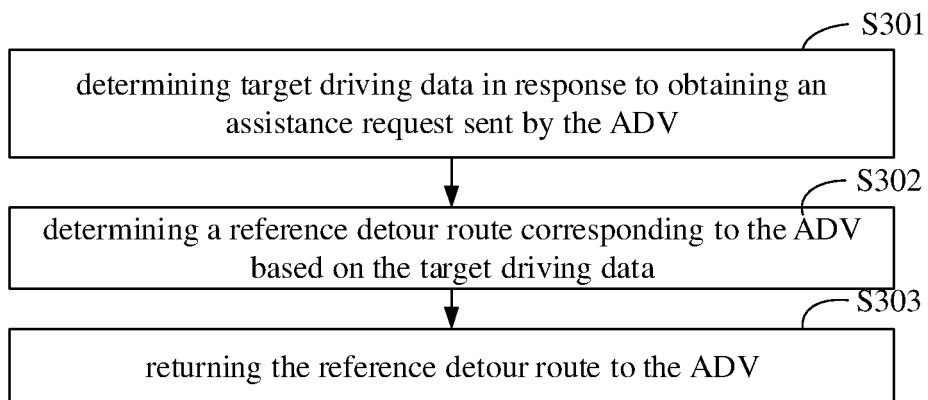 S301
determining target driving data in response to obtaining an
assistance request sent by the ADV
S302
determining a reference detour route corresponding to the ADV
based on the target driving data
S303
returning the reference detour route to the ADV